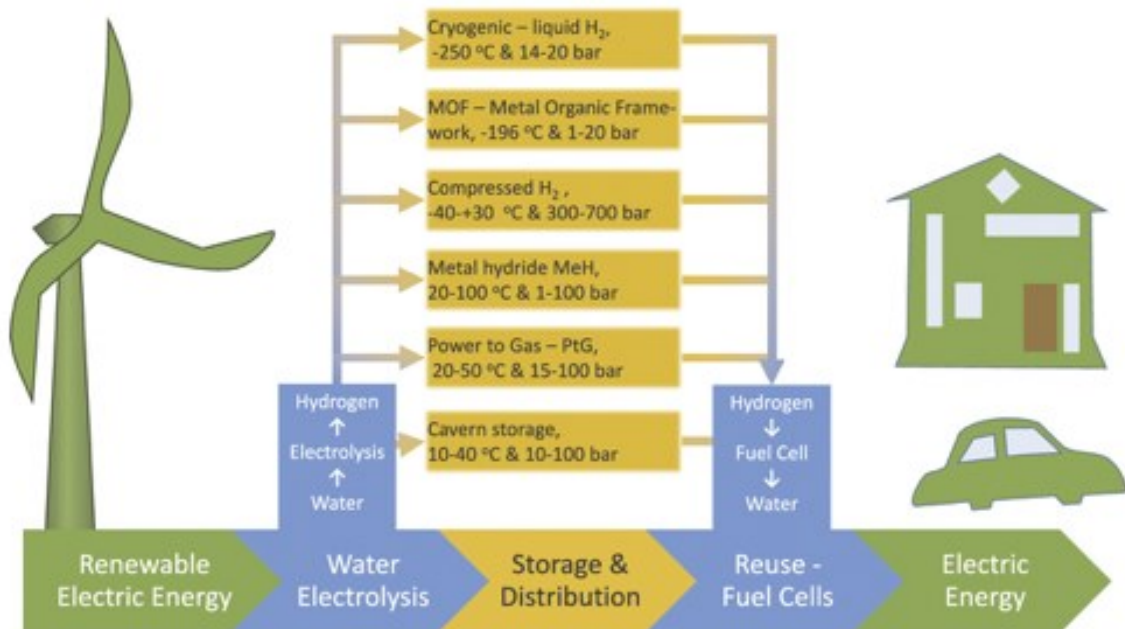 Cryogenic – liquid H₂,
-250 °C & 14-20 bar
MOF – Metal Organic Frame-
work, -196 °C & 1-20 bar
Compressed H₂ ,
-40-+30 °C & 300-700 bar
Metal hydride MeH,
20-100 °C & 1-100 bar
Power to Gas – PtG,
20-50 °C & 15-100 bar
Cavern storage,
10-40 °C & 10-100 bar
Hydrogen
↑
Electrolysis
↑
Water
Hydrogen
↓
Fuel Cell
↓
Water
Renewable
Electric Energy
Water
Electrolysis
Storage &
Distribution
Reuse -
Fuel Cells
Electric
Energy